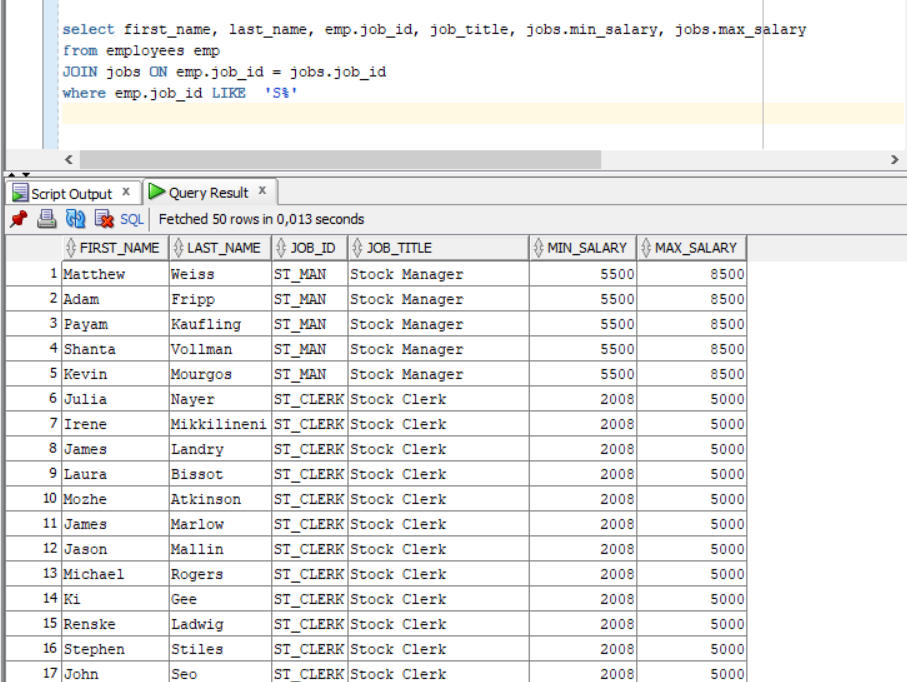 select first_name, last_name, emp.job_id, job_title, jobs.min_salary, jobs.max_salary
from employees emp
JOIN jobs ON emp.job_id = jobs.job_id
where emp.job_id LIKE 'S%'
Script Output x Query Result x
SQL Fetched 50 rows in 0,013 seconds
FIRST_NAME LAST_NAME JOB_ID JOB_TITLE MIN_SALARY MAX_SALARY
1 Matthew Weiss ST_MAN Stock Manager 5500 8500
2 Adam Fripp ST_MAN Stock Manager 5500 8500
3 Payam Kaufling ST_MAN Stock Manager 5500 8500
4 Shanta Vollman ST_MAN Stock Manager 5500 8500
5 Kevin Mourgos ST_MAN Stock Manager 5500 8500
6 Julia Nayer ST_CLERK Stock Clerk 2008 5000
7 Irene Mikkilineni ST_CLERK Stock Clerk 2008 5000
8 James Landry ST_CLERK Stock Clerk 2008 5000
9 Laura Bissot ST_CLERK Stock Clerk 2008 5000
10 Mozhe Atkinson ST_CLERK Stock Clerk 2008 5000
11 James Marlow ST_CLERK Stock Clerk 2008 5000
12 Jason Mallin ST_CLERK Stock Clerk 2008 5000
13 Michael Rogers ST_CLERK Stock Clerk 2008 5000
14 Ki Gee ST_CLERK Stock Clerk 2008 5000
15 Renske Ladwig ST_CLERK Stock Clerk 2008 5000
16 Stephen Stiles ST_CLERK Stock Clerk 2008 5000
17 John Seo ST_CLERK Stock Clerk 2008 5000